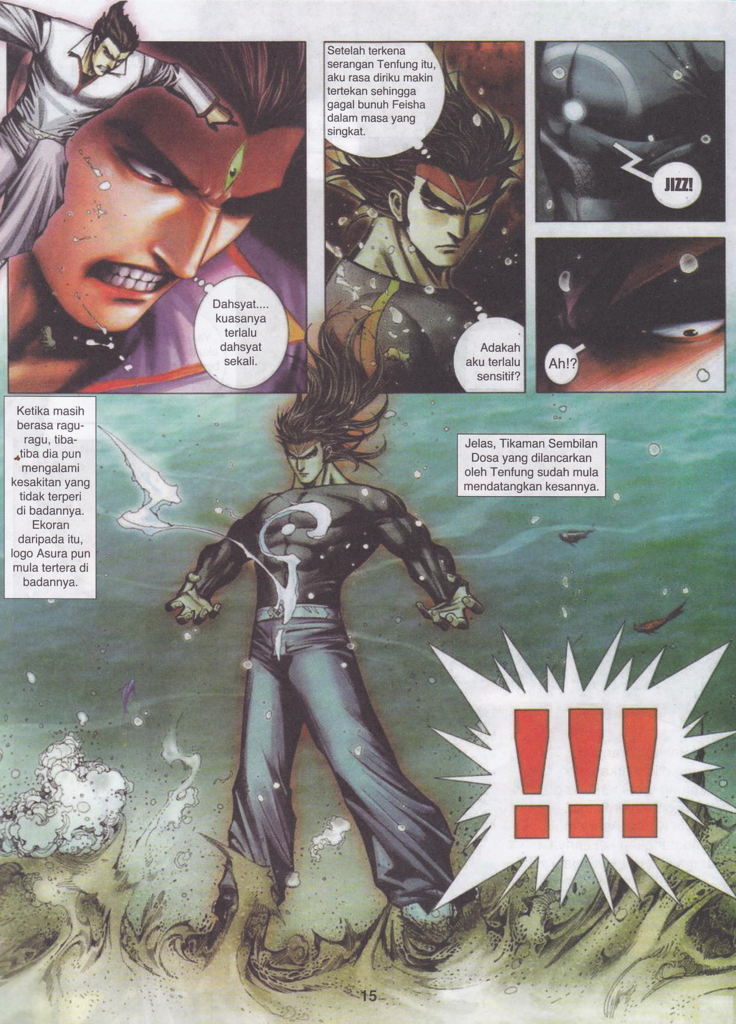 Dahsyat....
kuasanya
terlalu
dahsyat
sekali.
Setelah terkena
serangan Tenfung itu,
aku rasa diriku makin
tertekan sehingga
gagal bunuh Feisha
dalam masa yang
singkat.
Adakah
aku terlalu
sensitif?
JIZZ!
Ah!?
Ketika masih
berasa ragu-
ragu, tiba-
tiba dia pun
mengalami
kesakitan yang
tidak terperi
di badannya.
Ekoran
daripada itu,
logo Asura pun
mula tertera di
badannya.
Jelas, Tikaman Sembilan
Dosa yang dilancarkan
oleh Tenfung sudah mula
mendatangkan kesannya.
!!!
15